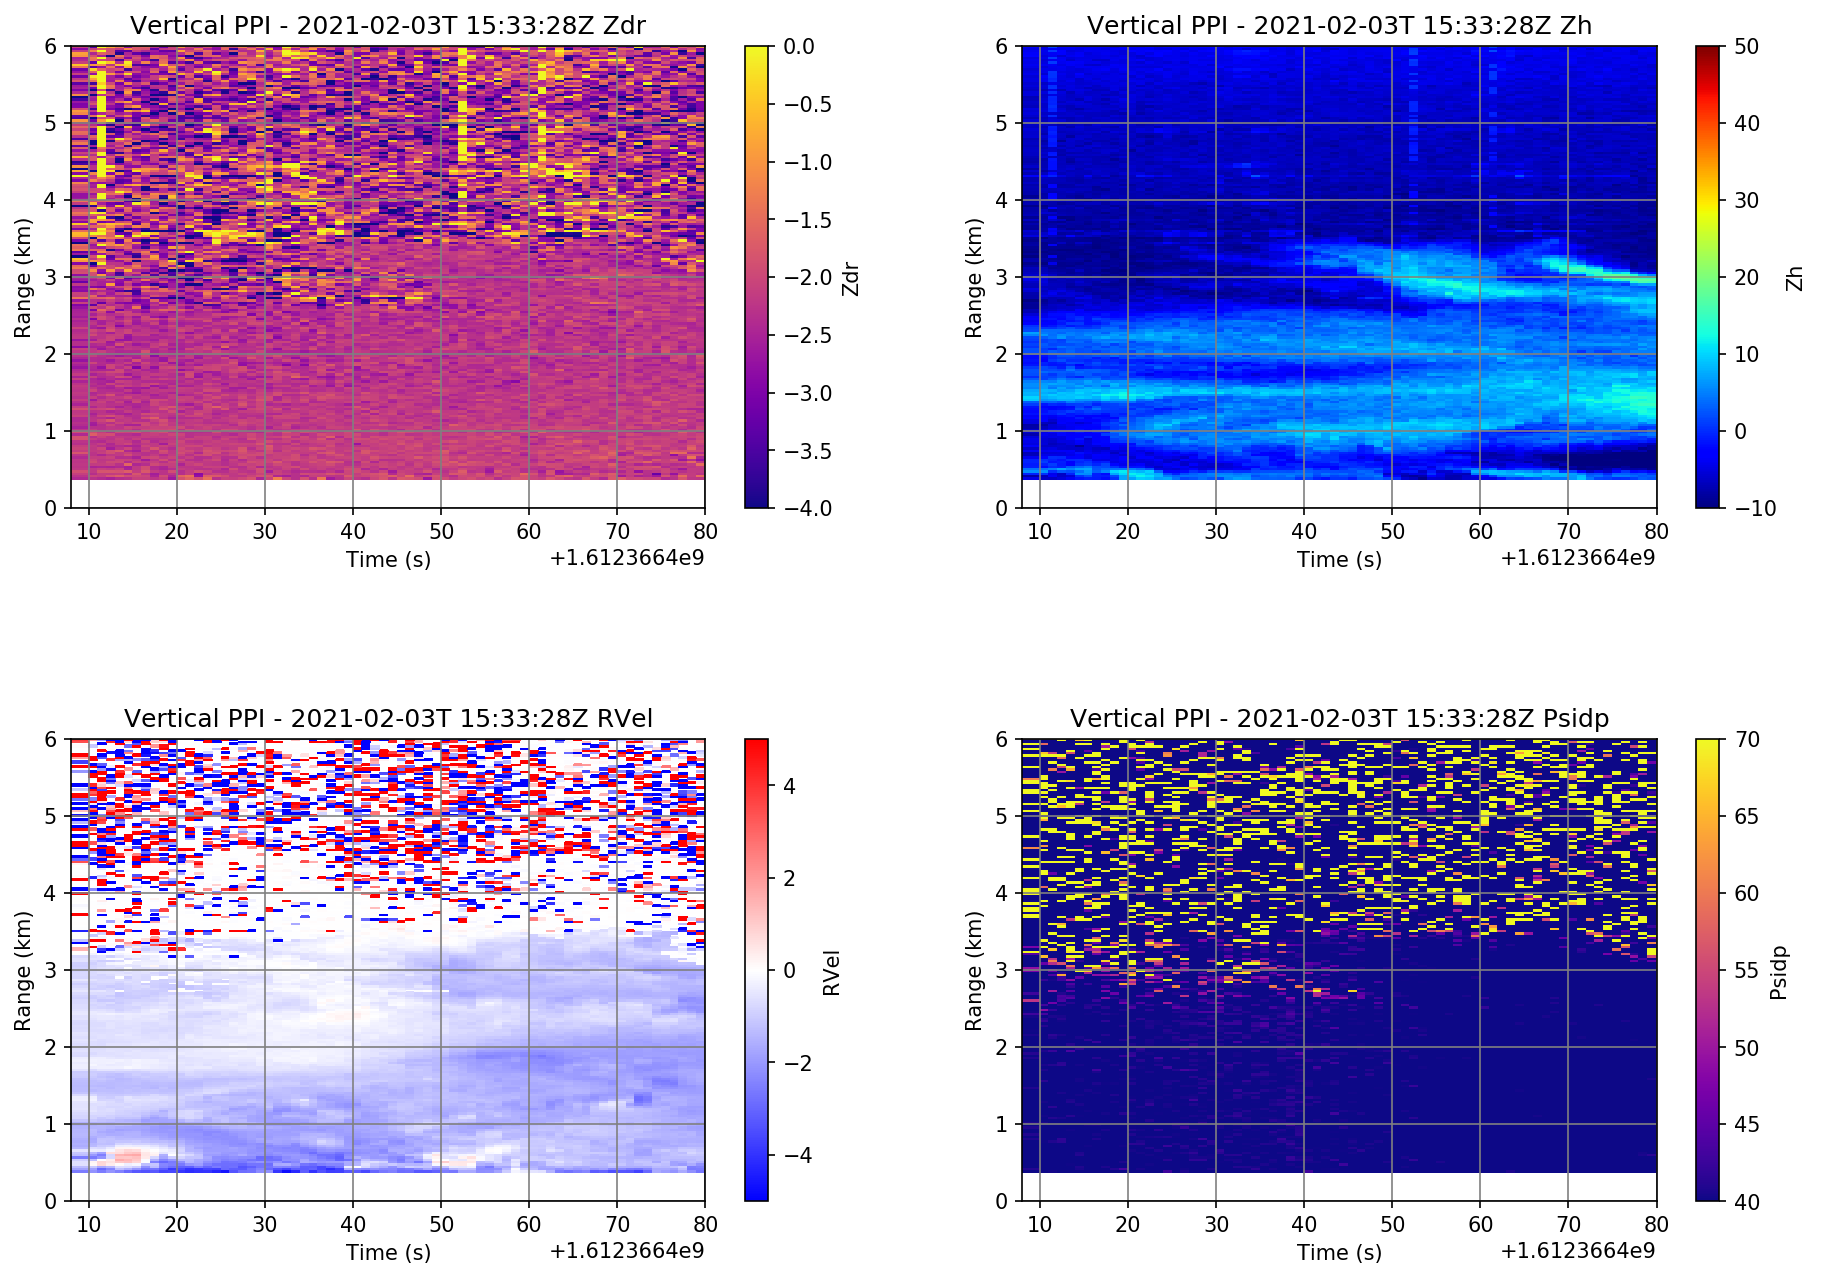 Vertical PPI - 2021-02-03T 15:33:28Z Zdr
6
5
4
3
2
1
0
Range (km)
10 20 30 40 50 60 70 80
Time (s)
+1.6123664e9
0.0
−0.5
−1.0
−1.5
−2.0
−2.5
−3.0
−3.5
−4.0
Zdr
Vertical PPI - 2021-02-03T 15:33:28Z Zh
6
5
4
3
2
1
0
Range (km)
10 20 30 40 50 60 70 80
Time (s)
+1.6123664e9
50
40
30
20
10
0
−10
Zh
Vertical PPI - 2021-02-03T 15:33:28Z RVel
6
5
4
3
2
1
0
Range (km)
10 20 30 40 50 60 70 80
Time (s)
+1.6123664e9
4
2
0
−2
−4
RVel
Vertical PPI - 2021-02-03T 15:33:28Z Psidp
6
5
4
3
2
1
0
Range (km)
10 20 30 40 50 60 70 80
Time (s)
+1.6123664e9
70
65
60
55
50
45
40
Psidp